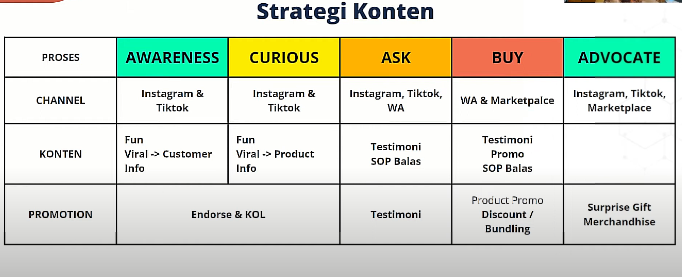 Strategi Konten
PROSES
AWARENESS
CURIOUS
ASK
BUY
ADVOCATE
CHANNEL
Instagram &
Tiktok
Instagram &
Tiktok
Instagram, Tiktok,
WA
WA & Marketpalce
Instagram, Tiktok,
Marketplace
KONTEN
Fun
Viral -> Customer
Info
Fun
Viral -> Product
Info
Testimoni
SOP Balas
Testimoni
Promo
SOP Balas
PROMOTION
Endorse & KOL
Testimoni
Product Promo
Discount /
Bundling
Surprise Gift
Merchandhise